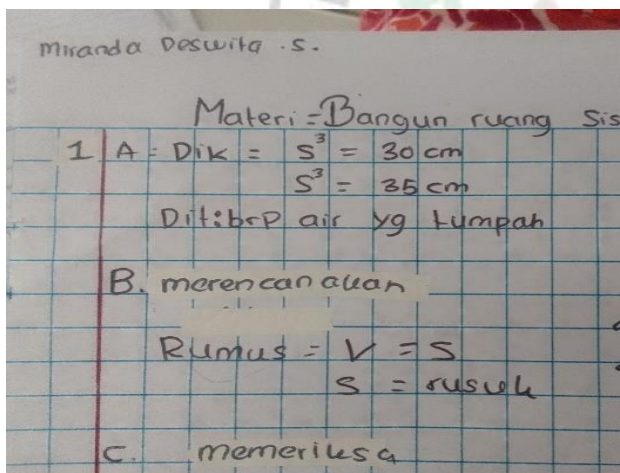 Miranda Deswita .S.
Materi = Bangun ruang Sis
1 A = Dik = S³ = 30 cm
S³ = 35 cm
Dit: brp air yg tumpah
B. merencanakan
Rumus = V = S
S = rusuk
C. memeriksa